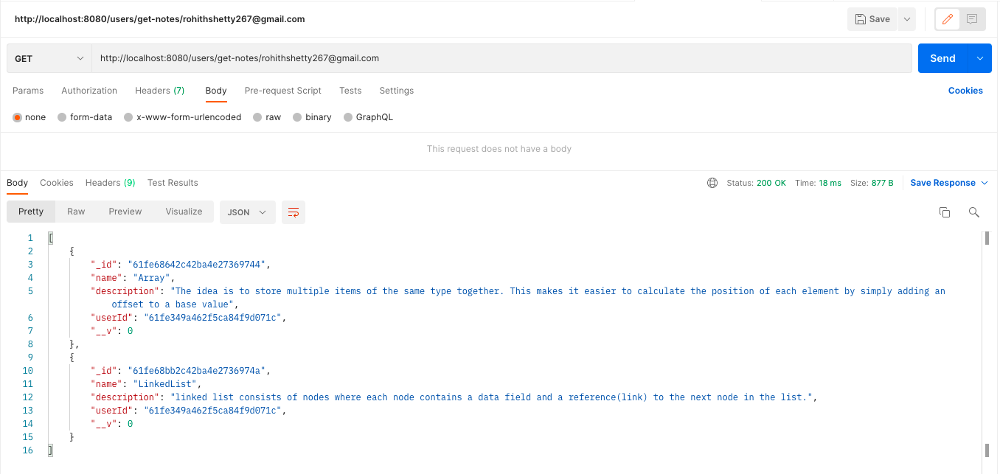 http://localhost:8080/users/get-notes/rohithshetty267@gmail.com
Save
GET
http://localhost:8080/users/get-notes/rohithshetty267@gmail.com
Send
Params Authorization Headers (7) Body Pre-request Script Tests Settings Cookies
none form-data x-www-form-urlencoded raw binary GraphQL
This request does not have a body
Body Cookies Headers (9) Test Results Status: 200 OK Time: 18 ms Size: 877 B Save Response
Pretty Raw Preview Visualize JSON
1 [
2 {
3 "_id": "61fe68642c42ba4e27369744",
4 "name": "Array",
5 "description": "The idea is to store multiple items of the same type together. This makes it easier to calculate the position of each element by simply adding an
offset to a base value",
6 "userId": "61fe349a462f5ca84f9d071c",
7 "__v": 0
8 },
9 {
10 "_id": "61fe68bb2c42ba4e2736974a",
11 "name": "LinkedList",
12 "description": "linked list consists of nodes where each node contains a data field and a reference(link) to the next node in the list.",
13 "userId": "61fe349a462f5ca84f9d071c",
14 "__v": 0
15 }
16 ]